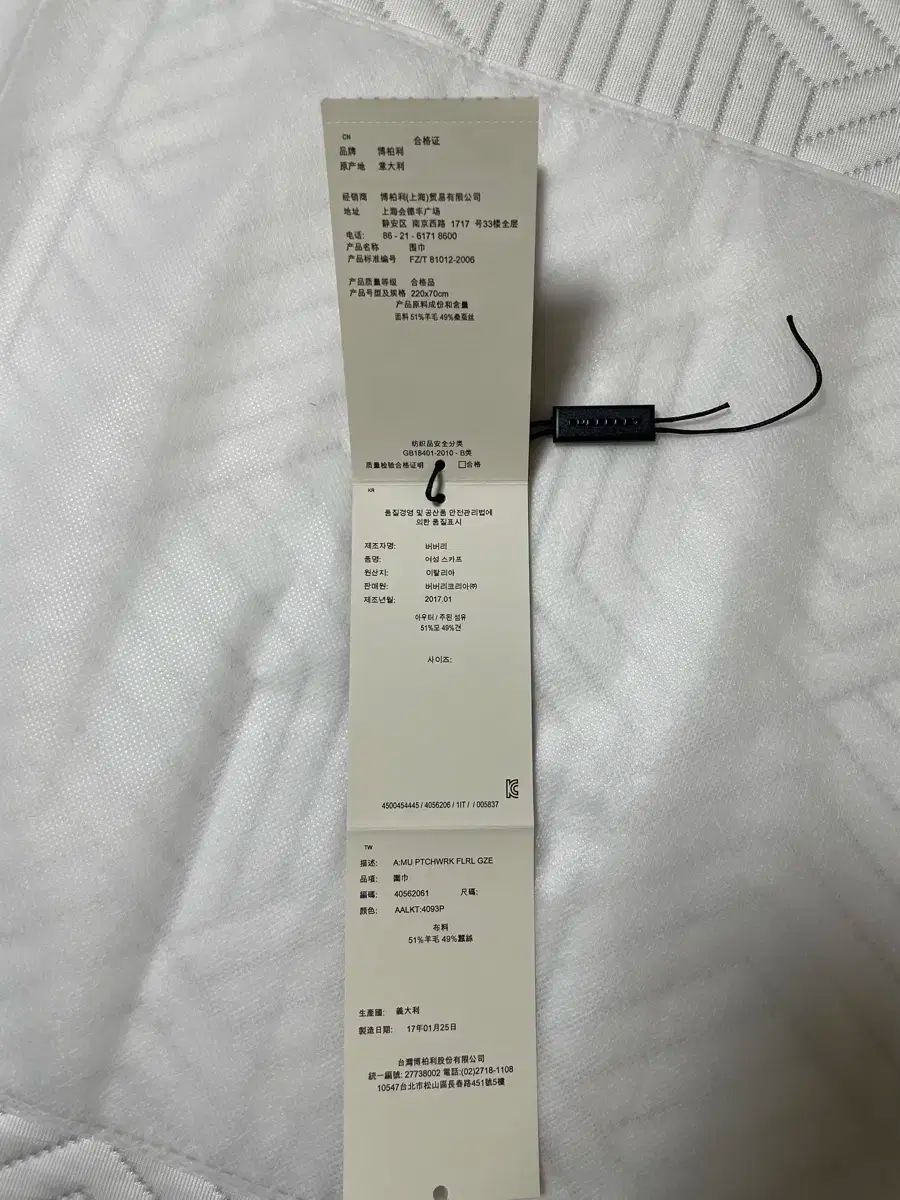 CN
合格证
品牌 博柏利
原产地 意大利
经销商 博柏利(上海)贸易有限公司
地址 上海会德丰广场
静安区 南京西路 1717 号33楼全层
电话: 86 - 21 - 6171 8600
产品名称 围巾
产品标准编号 FZ/T 81012-2006
产品质量等级 合格品
产品号型及规格 220x70cm
产品原料成份和含量
面料 51%羊毛 49%桑蚕丝
纺织品安全分类
GB18401-2010 - B类
质量检验合格证明 □合格
KR
품질경영 및 공산품 안전관리법에
의한 품질표시
제조자명: 버버리
품명: 여성 스카프
원산지: 이탈리아
판매원: 버버리코리아㈜
제조년월: 2017.01
아우터 / 주된 섬유
51%모 49%견
사이즈:
4500454445 / 4056206 / 1IT / / 005837
TW
描述: A:MU PTCHWRK FLRL GZE
品項: 圍巾
編碼: 40562061 尺碼:
顏色: AALKT:4093P
布料
51%羊毛 49%蠶絲
生產國: 義大利
製造日期: 17年01月25日
台灣博柏利股份有限公司
統一編號: 27738002 電話:(02)2718-1108
10547台北市松山區長春路451號5樓